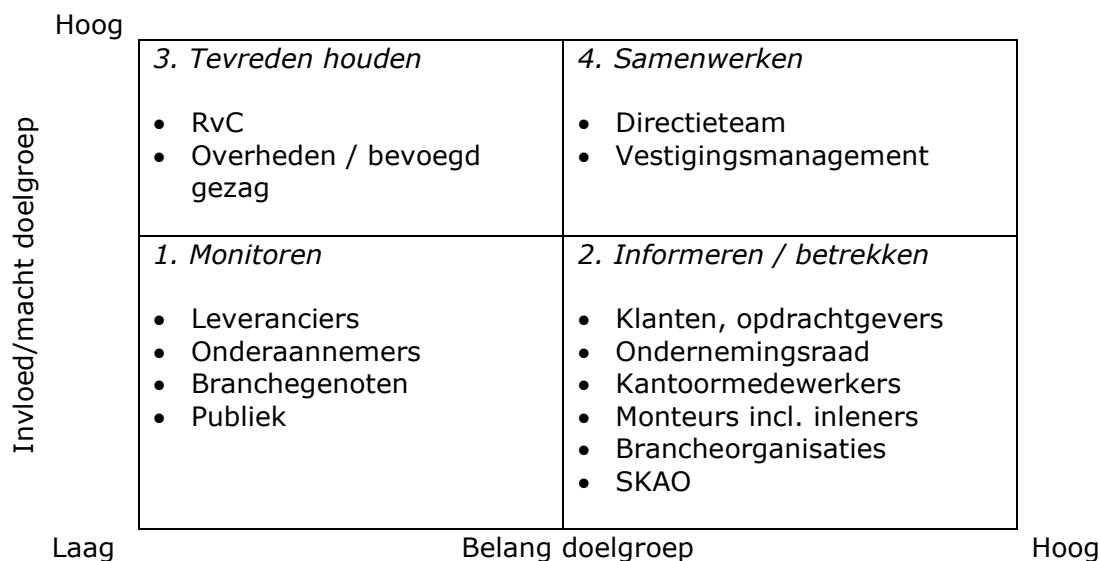 Hoog
3. Tevreden houden
• RvC
• Overheden / bevoegd
gezag
4. Samenwerken
• Directieteam
• Vestigingsmanagement
Invloed/macht doelgroep
1. Monitoren
• Leveranciers
• Onderaannemers
• Branchegenoten
• Publiek
2. Informeren / betrekken
• Klanten, opdrachtgevers
• Ondernemingsraad
• Kantoormedewerkers
• Monteurs incl. inleners
• Brancheorganisaties
• SKAO
Laag
Belang doelgroep
Hoog